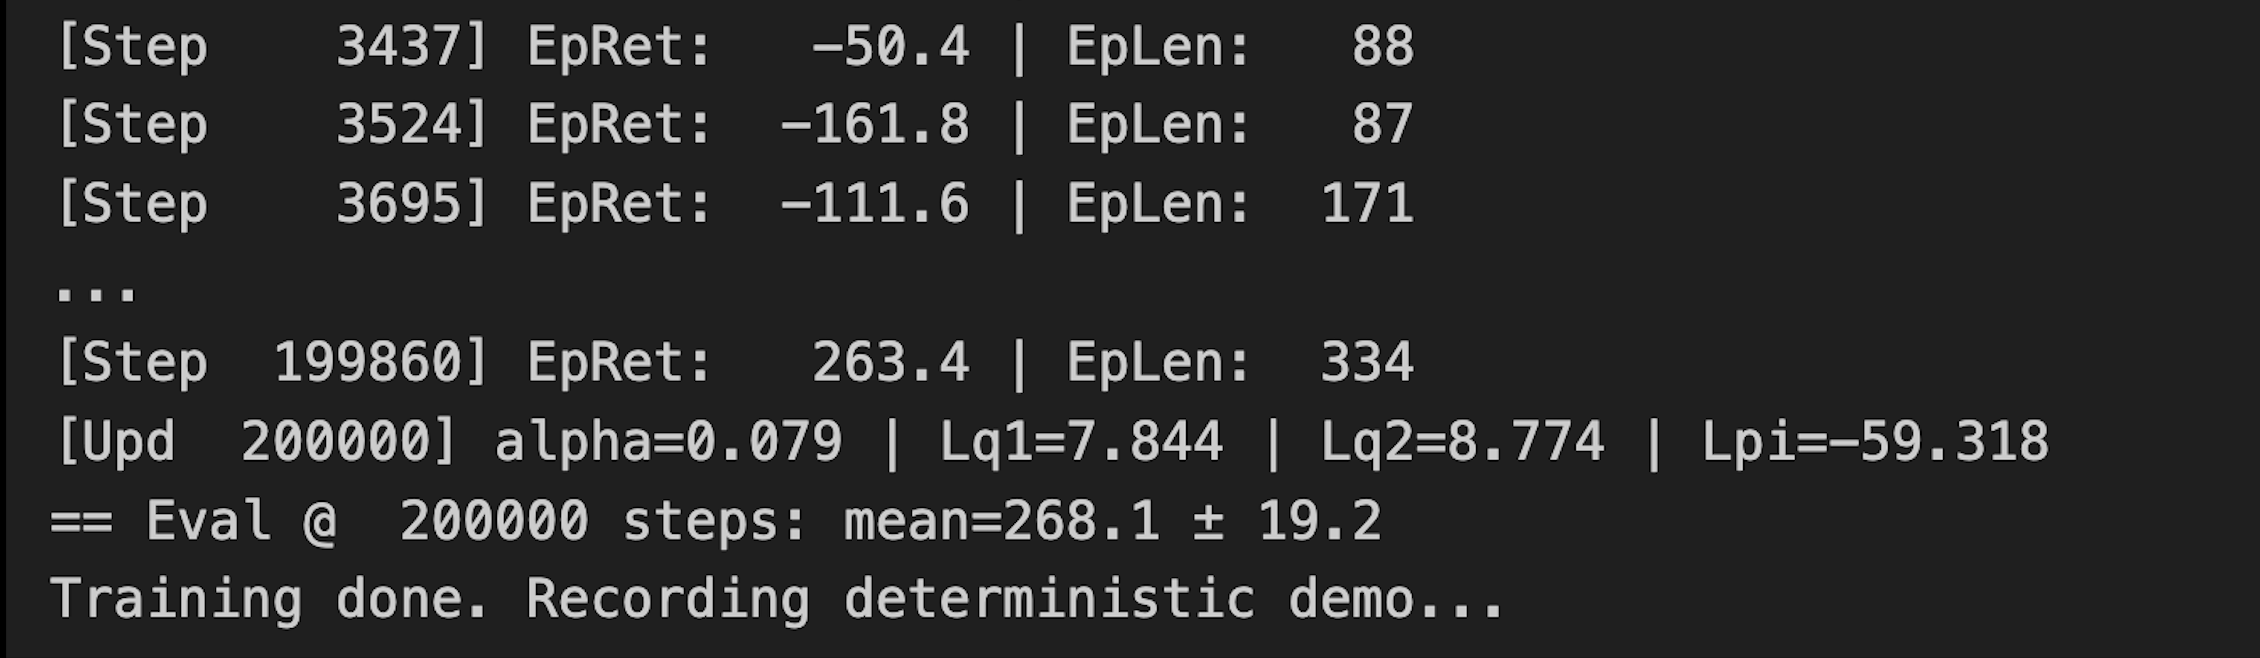 [Step    3437] EpRet:   −50.4 | EpLen:   88
[Step    3524] EpRet:  −161.8 | EpLen:   87
[Step    3695] EpRet:  −111.6 | EpLen:  171
...
[Step  199860] EpRet:   263.4 | EpLen:  334
[Upd  200000] alpha=0.079 | Lq1=7.844 | Lq2=8.774 | Lpi=−59.318
== Eval @  200000 steps: mean=268.1 ± 19.2
Training done. Recording deterministic demo...